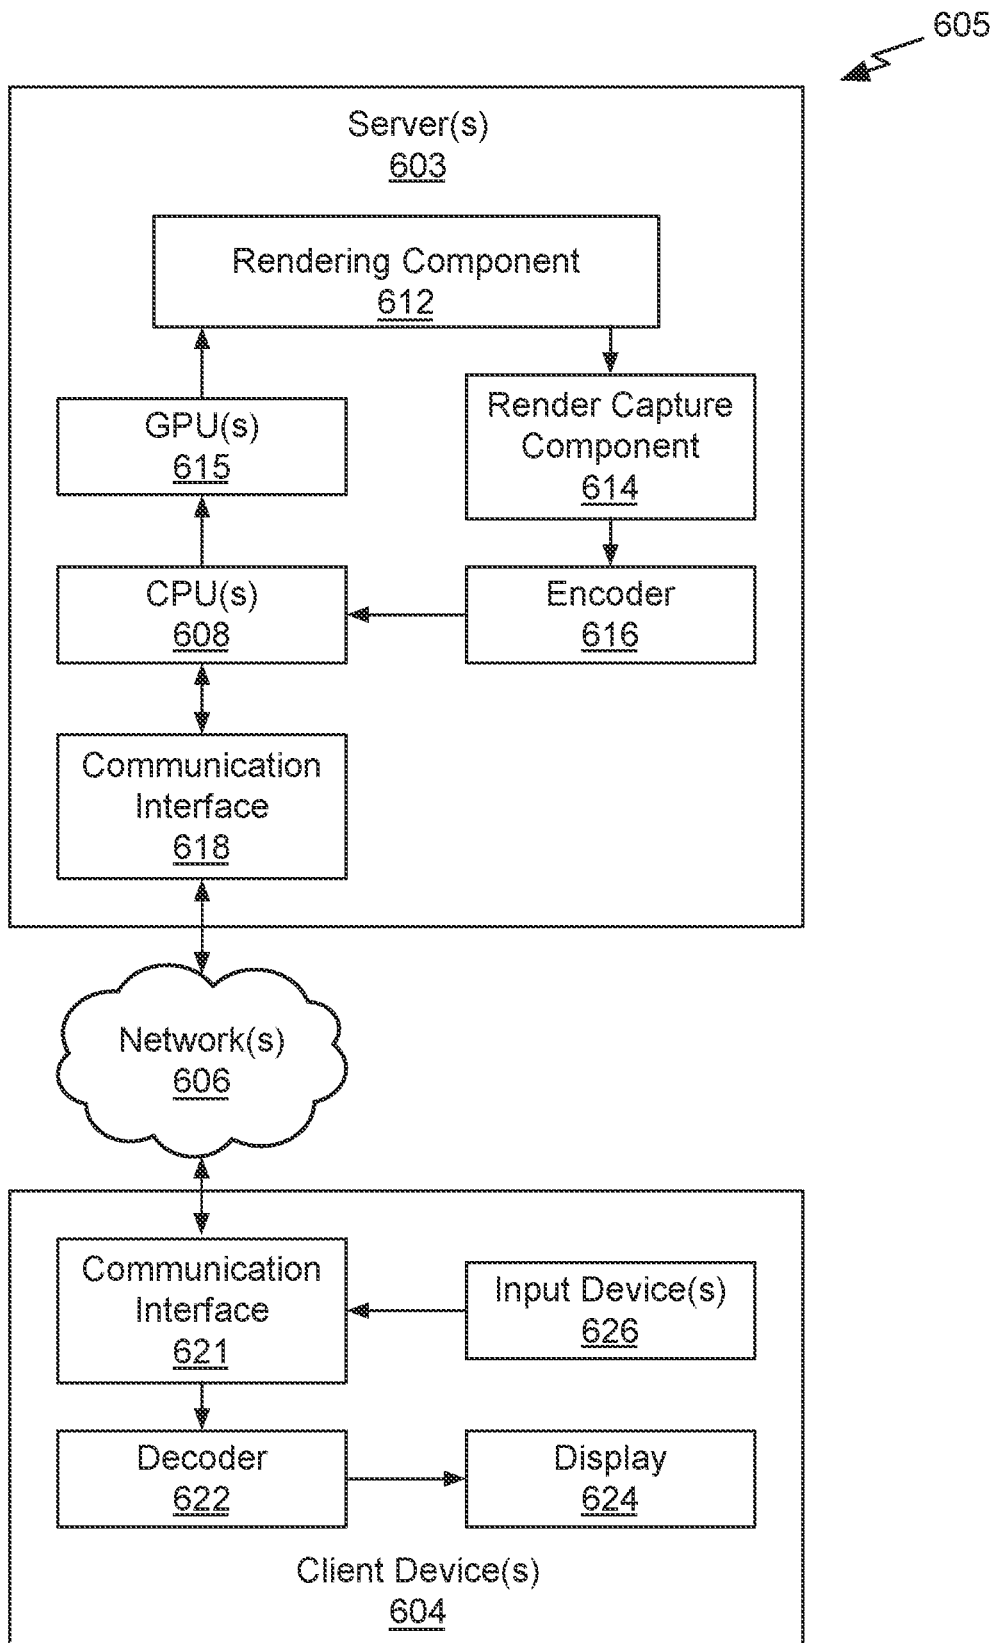 605
Server(s)
603
Rendering Component
612
GPU(s)
615
Render Capture
Component
614
CPU(s)
608
Encoder
616
Communication
Interface
618
Network(s)
606
Communication
Interface
621
Input Device(s)
626
Decoder
622
Display
624
Client Device(s)
604